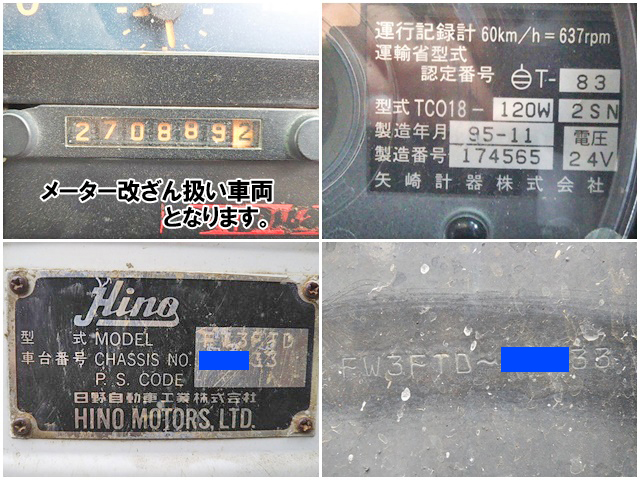 2708892
メーター改ざん扱い車両
となります。
運行記録計 60km/h=637rpm
運輸省型式
認定番号 T- 83
型式 TCO18- 120W 2SN
製造年月 95-11 電圧
製造番号 174565 24V
矢崎計器株式会社
Hino
型式 MODEL FW3FTD
車台番号 CHASSIS NO. 33
P. S. CODE
日野自動車工業株式会社
HINO MOTORS, LTD.
FW3FTD~ 33